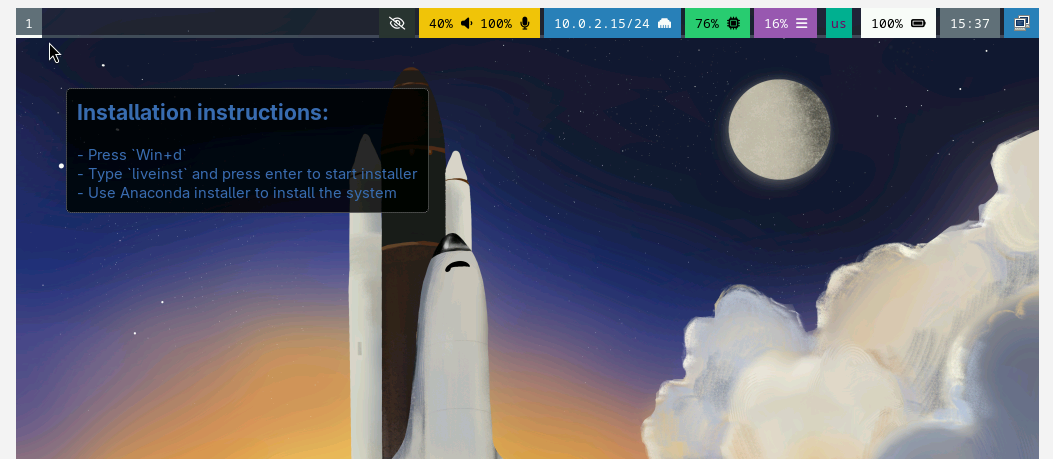 1
40% 100%
10.0.2.15/24
76%
16%
us
100%
15:37
Installation instructions:
- Press `Win+d`
- Type `liveinst` and press enter to start installer
- Use Anaconda installer to install the system